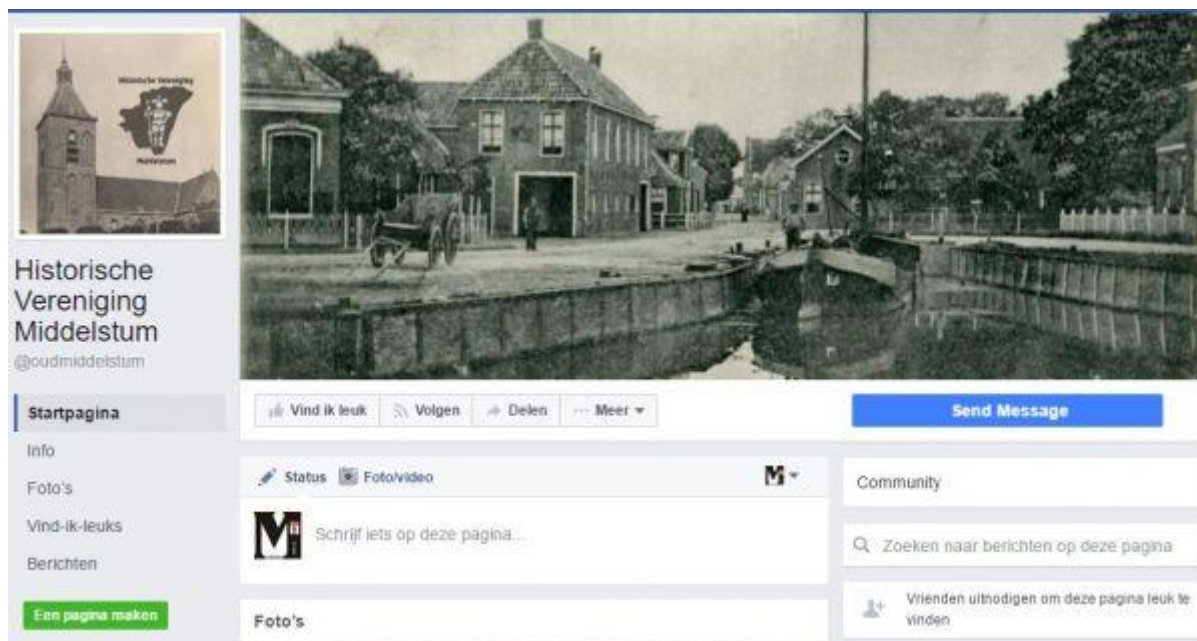 Historische Vereniging
Middelstum
Historische
Vereniging
Middelstum
@oudmiddelstum
Startpagina
Info
Foto's
Vind-ik-leuks
Berichten
Een pagina maken
Vind ik leuk
Volgen
Delen
Meer
Send Message
Status
Foto/video
M
M
Schrijf iets op deze pagina...
Foto's
Community
Zoeken naar berichten op deze pagina
Vrienden uitnodigen om deze pagina leuk te
vinden